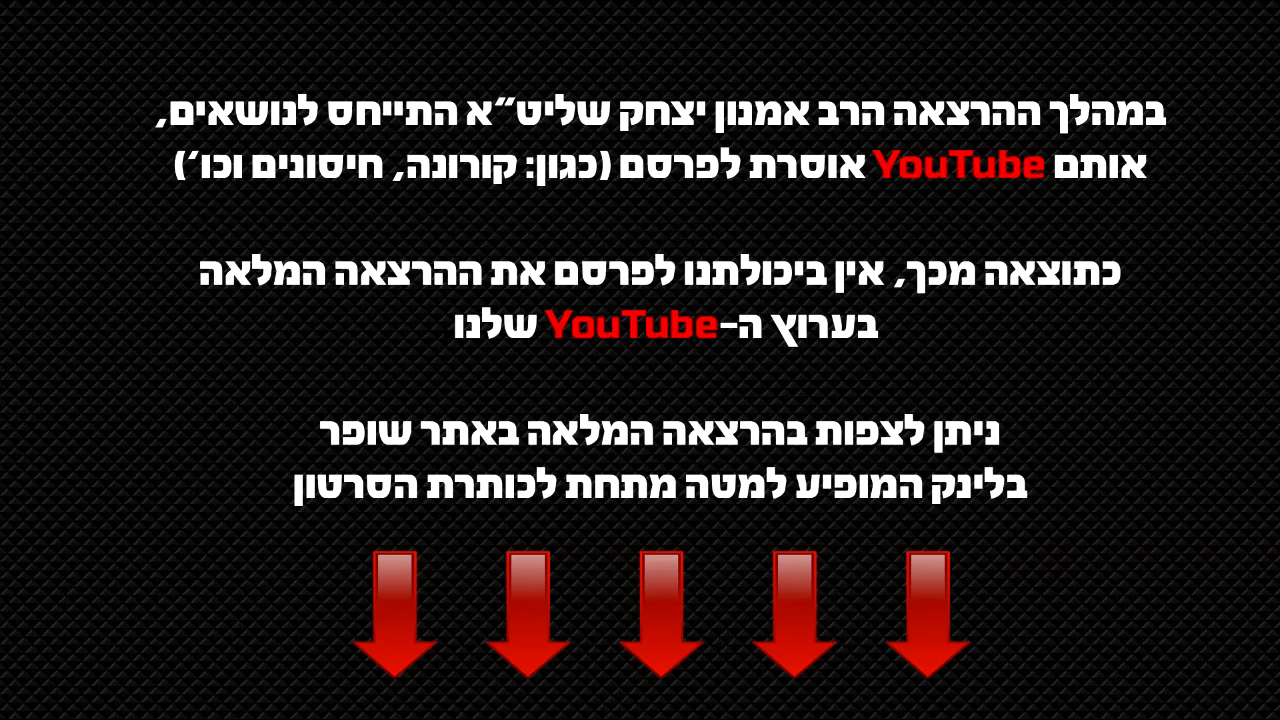 במהלך ההרצאה הרב אמנון יצחק שליט״א התייחס לנושאים,
אותם YouTube אוסרת לפרסם (כגון: קורונה, חיסונים וכו׳)
כתוצאה מכך, אין ביכולתנו לפרסם את ההרצאה המלאה
בערוץ ה-YouTube שלנו
ניתן לצפות בהרצאה המלאה באתר שופר
בלינק המופיע למטה מתחת לכותרת הסרטון